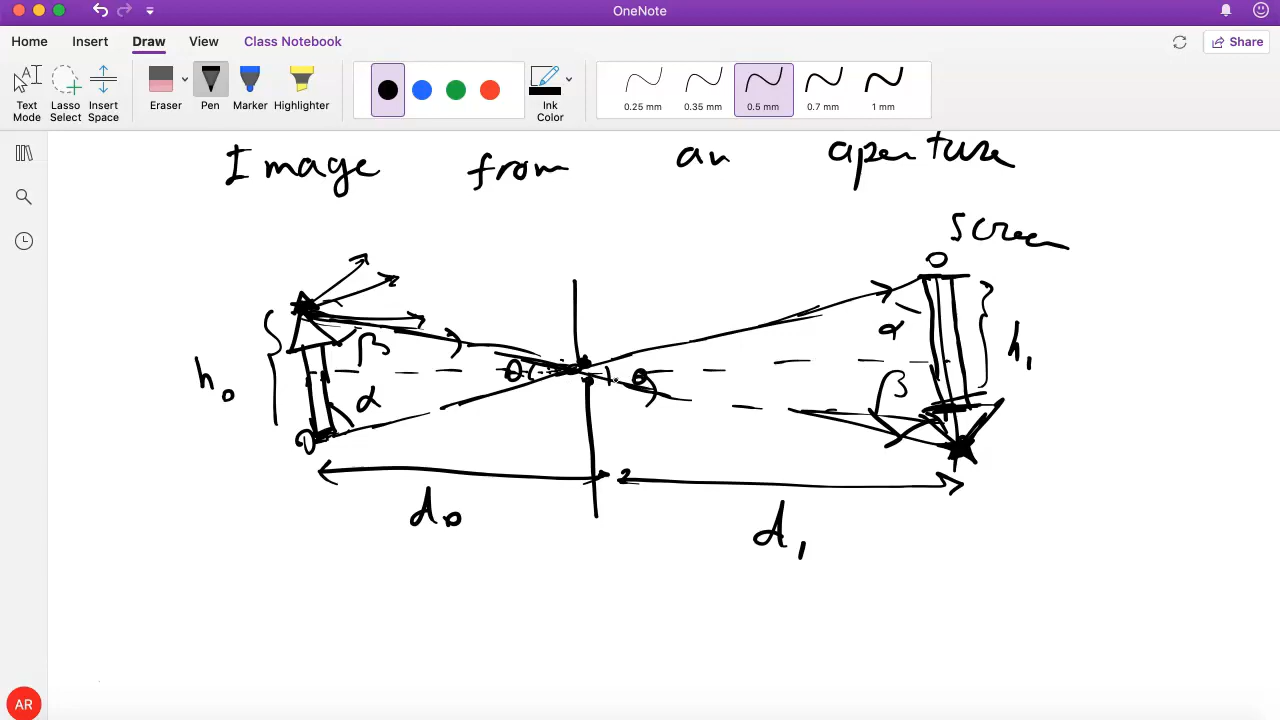 OneNote
Home Insert Draw View Class Notebook Share
Text Mode Lasso Select Insert Space Eraser Pen Marker Highlighter Ink Color 0.25 mm 0.35 mm 0.5 mm 0.7 mm 1 mm
Image from an aperture
screen
O
β α h₁
h₀ θ θ
α β
O
d₀ d₁
AR